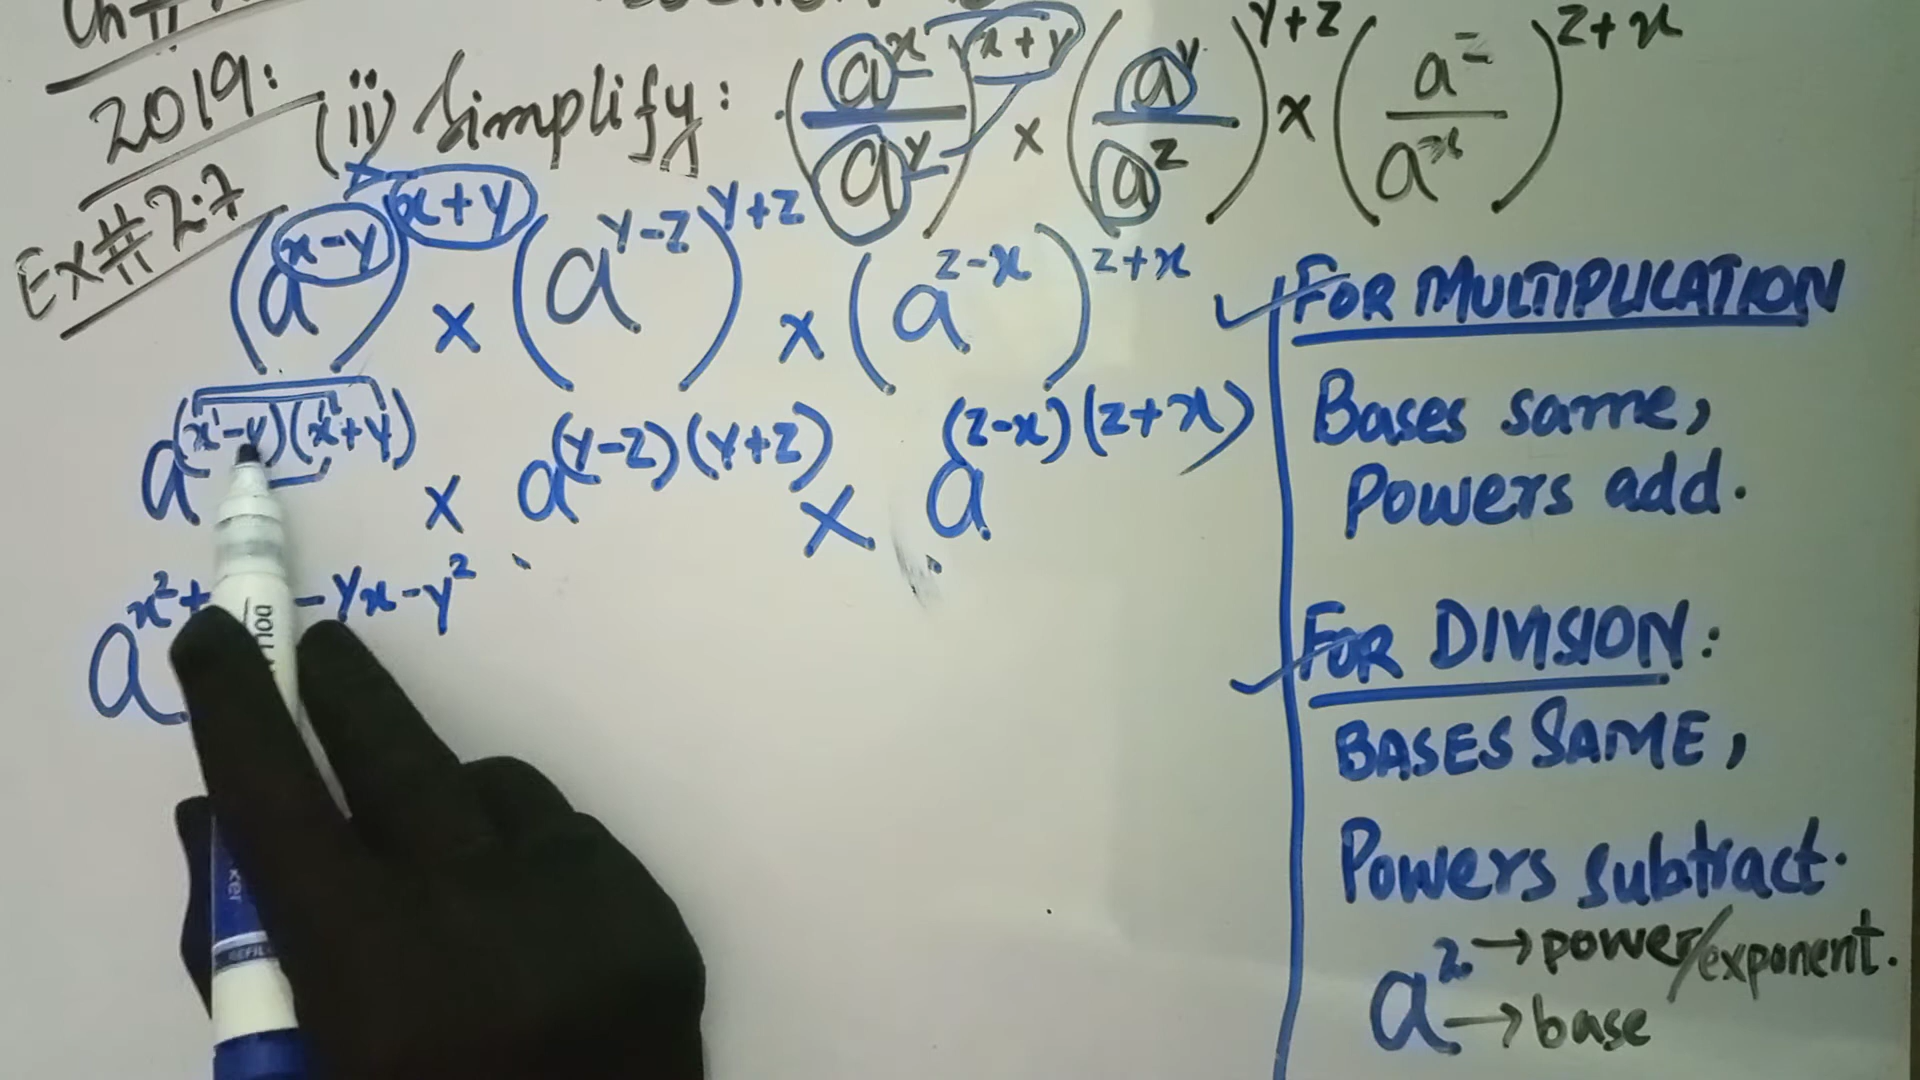 2019:
Ex#2.7
(ii) Simplify: (a^x/a^y)^x+y × (a^y/a^z)^y+z × (a^z/a^x)^z+x
(a^x-y)^x+y × (a^y-z)^y+z × (a^z-x)^z+x
a^(x-y)(x+y) × a^(y-z)(y+z) × a^(z-x)(z+x)
a^x²+ -yx-y²
FOR MULTIPLICATION
Bases same,
Powers add.
FOR DIVISION:
BASES SAME,
Powers subtract.
a² → power/exponent.
→ base